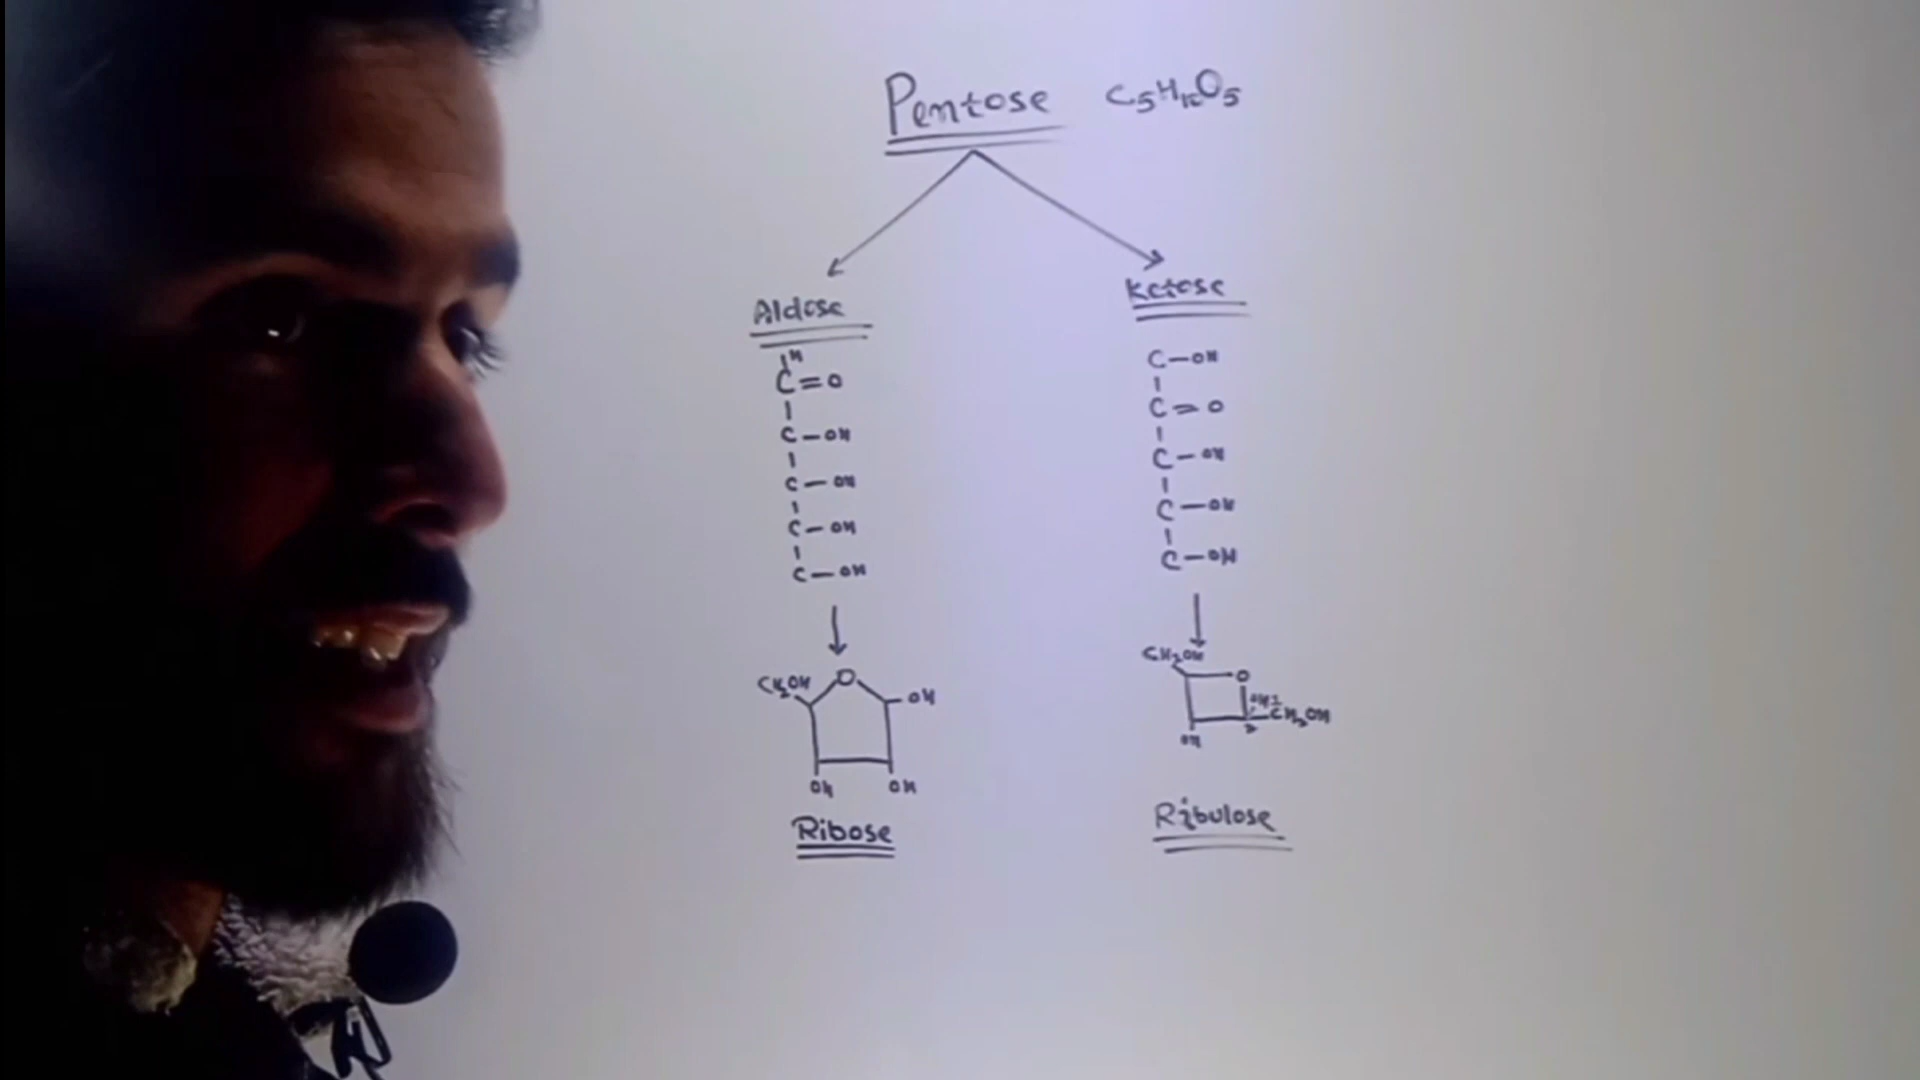 Pentose C5H10O5
Aldose
Ketose
H
C=O
C-OH
C-OH
C-OH
C-OH
C-OH
C=O
C-OH
C-OH
C-OH
CH2OH O OH
OH OH
Ribose
CH2OH O
CH2OH
OH
Ribulose